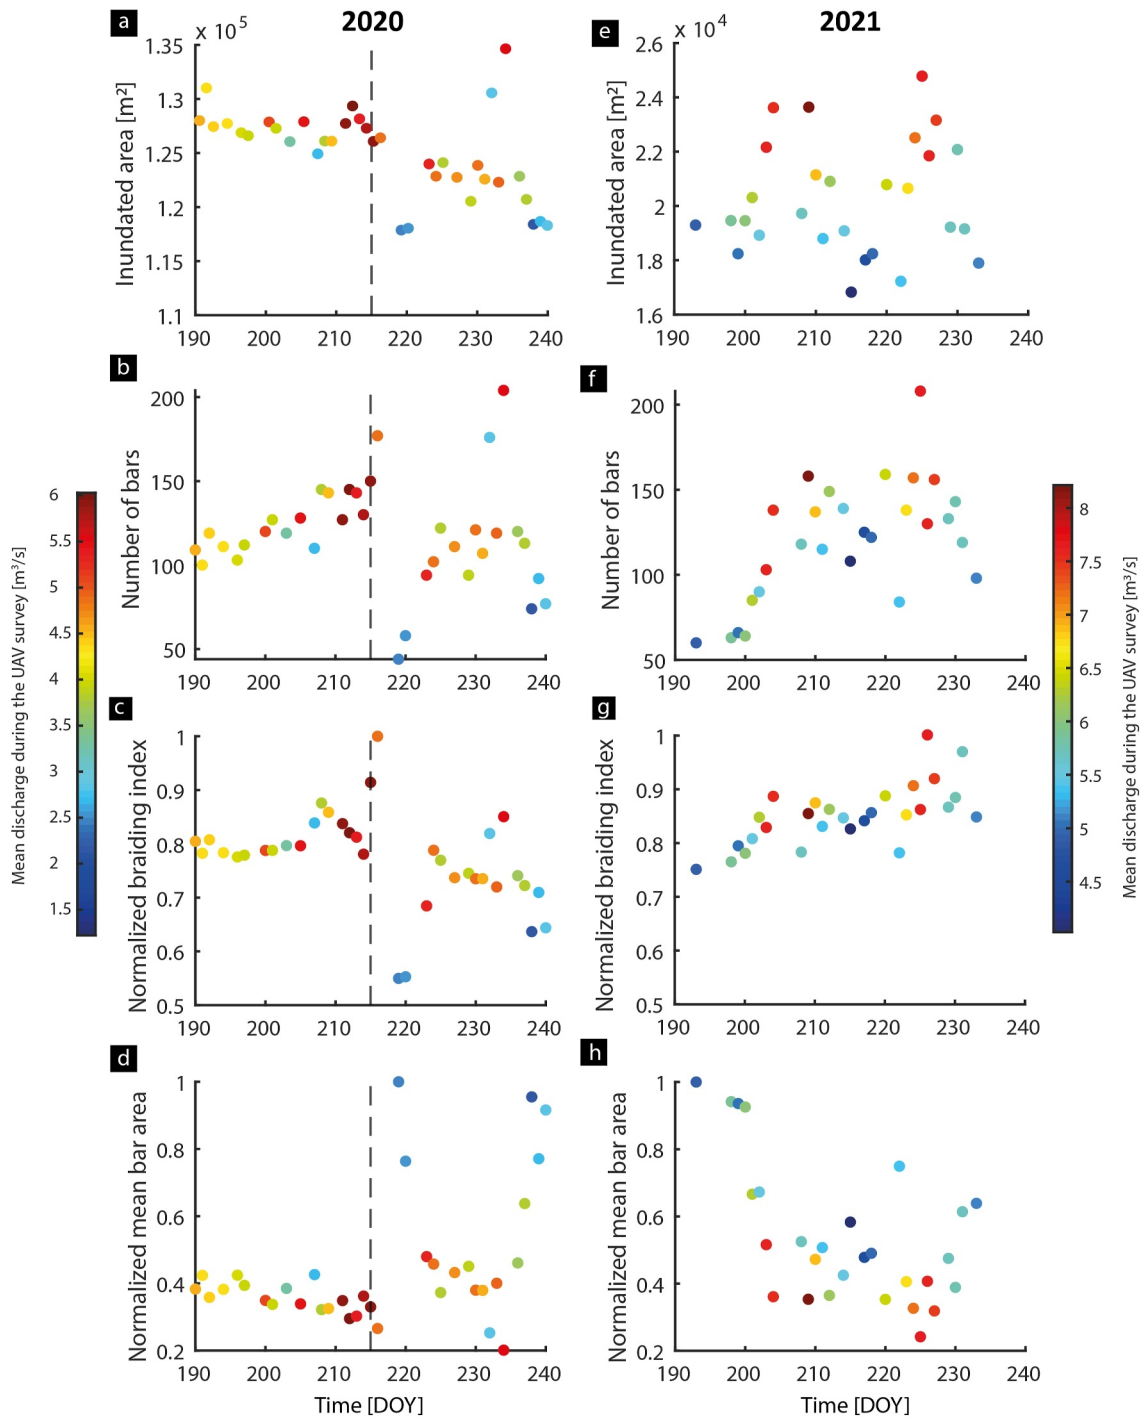 2020
2021
a
x 10⁵
Inundated area [m²]
1.35
1.3
1.25
1.2
1.15
1.1
190 200 210 220 230 240
e
x 10⁴
Inundated area [m²]
2.6
2.4
2.2
2
1.8
1.6
190 200 210 220 230 240
b
Number of bars
200
150
100
50
190 200 210 220 230 240
f
Number of bars
200
150
100
50
190 200 210 220 230 240
Mean discharge during the UAV survey [m³/s]
6
5.5
5
4.5
4
3.5
3
2.5
2
1.5
Mean discharge during the UAV survey [m³/s]
8
7.5
7
6.5
6
5.5
5
4.5
c
Normalized braiding index
1
0.9
0.8
0.7
0.6
0.5
190 200 210 220 230 240
g
Normalized braiding index
1
0.9
0.8
0.7
0.6
0.5
190 200 210 220 230 240
d
Normalized mean bar area
1
0.8
0.6
0.4
0.2
190 200 210 220 230 240
Time [DOY]
h
Normalized mean bar area
1
0.8
0.6
0.4
0.2
190 200 210 220 230 240
Time [DOY]